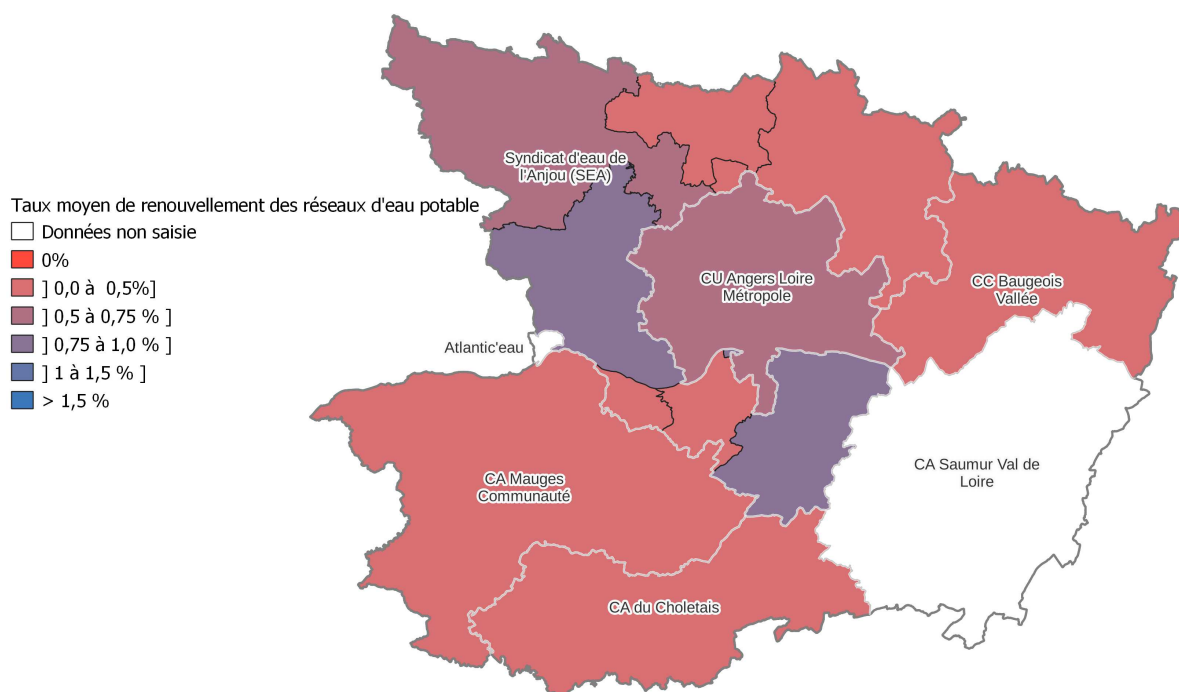 Taux moyen de renouvellement des réseaux d'eau potable
Données non saisie
0%
] 0,0 à 0,5%]
] 0,5 à 0,75 % ]
] 0,75 à 1,0 % ]
] 1 à 1,5 % ]
> 1,5 %
Syndicat d'eau de
l'Anjou (SEA)
CU Angers Loire
Métropole
CC Baugeois
Vallée
Atlantic'eau
CA Mauges
Communauté
CA Saumur Val de
Loire
CA du Choletais